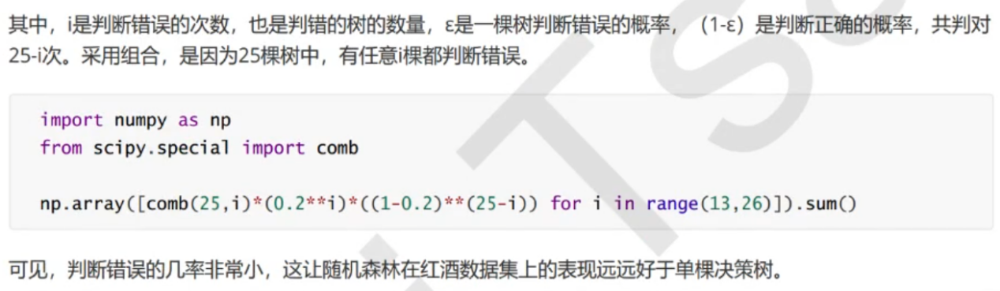 其中，i是判断错误的次数，也是判错的树的数量，ε是一棵树判断错误的概率，（1-ε）是判断正确的概率，共判对
25-i次。采用组合，是因为25棵树中，有任意i棵都判断错误。
import numpy as np
from scipy.special import comb
np.array([comb(25,i)*(0.2**i)*((1-0.2)**(25-i)) for i in range(13,26)]).sum()
可见，判断错误的几率非常小，这让随机森林在红酒数据集上的表现远远好于单棵决策树。